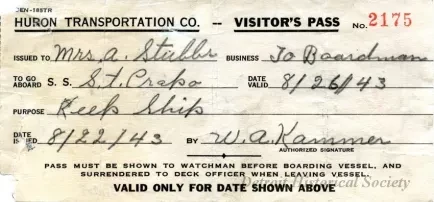 GEN-185TR
HURON TRANSPORTATION CO. -- VISITOR'S PASS No. 2175
ISSUED TO Mrs. A. Stubbs BUSINESS To Boardman
TO GO ABOARD S. S. S.T. Crapo DATE VALID 8/26/43
PURPOSE Keep Ship
DATE ISSUED 8/22/43 BY W. A. Kammer
AUTHORIZED SIGNATURE
PASS MUST BE SHOWN TO WATCHMAN BEFORE BOARDING VESSEL, AND
SURRENDERED TO DECK OFFICER WHEN LEAVING VESSEL.
VALID ONLY FOR DATE SHOWN ABOVE
Detroit Historical Society